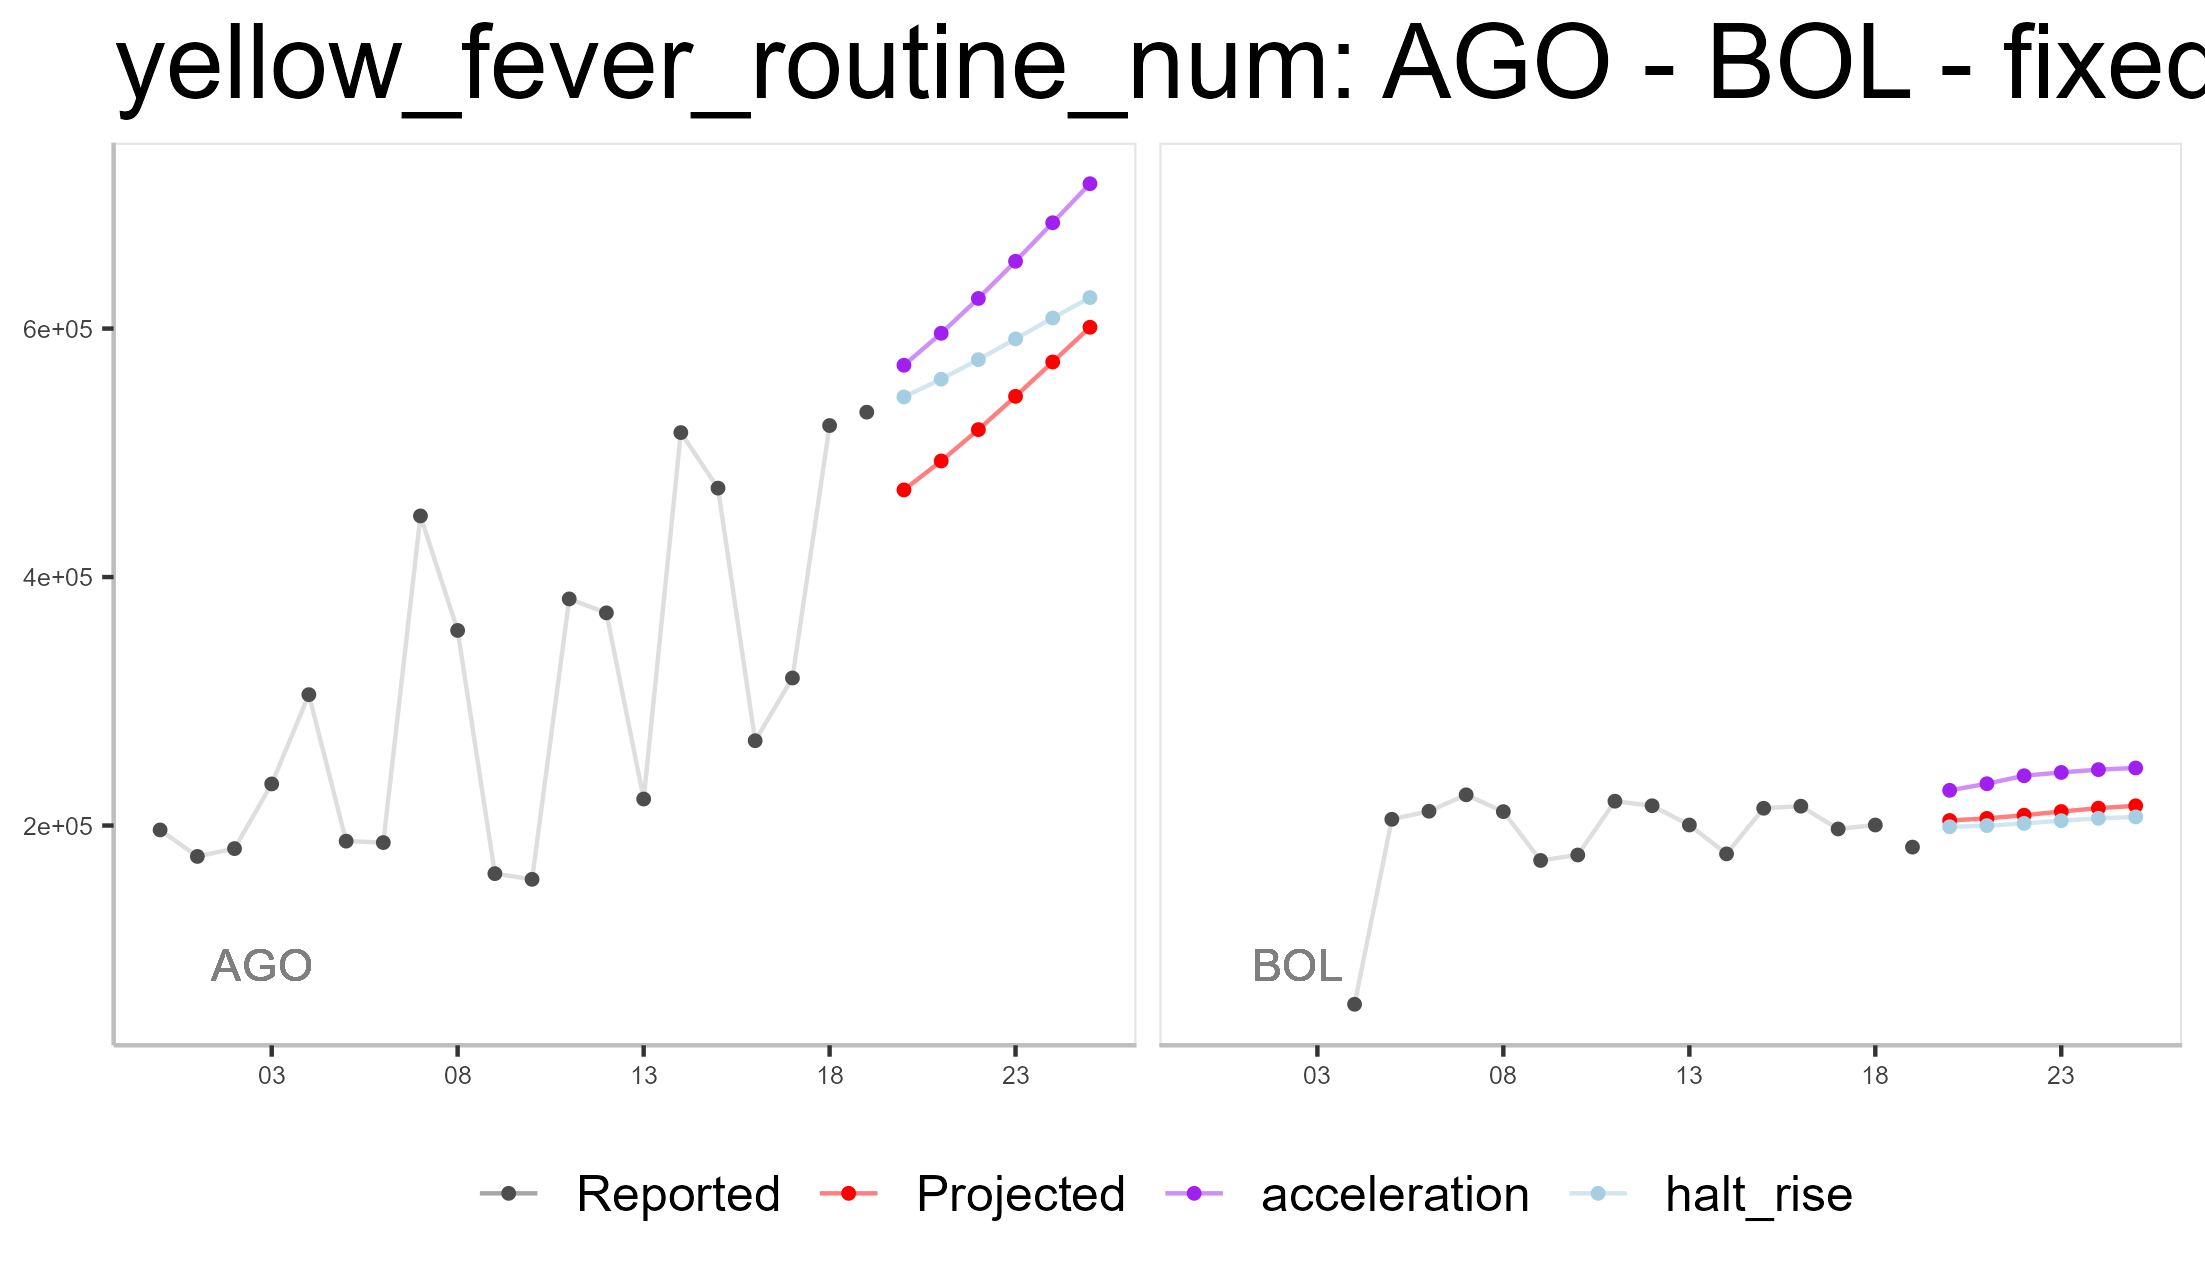 yellow_fever_routine_num: AGO - BOL - fixed
6e+05
4e+05
2e+05
AGO
BOL
03 08 13 18 23
03 08 13 18 23
Reported Projected acceleration halt_rise